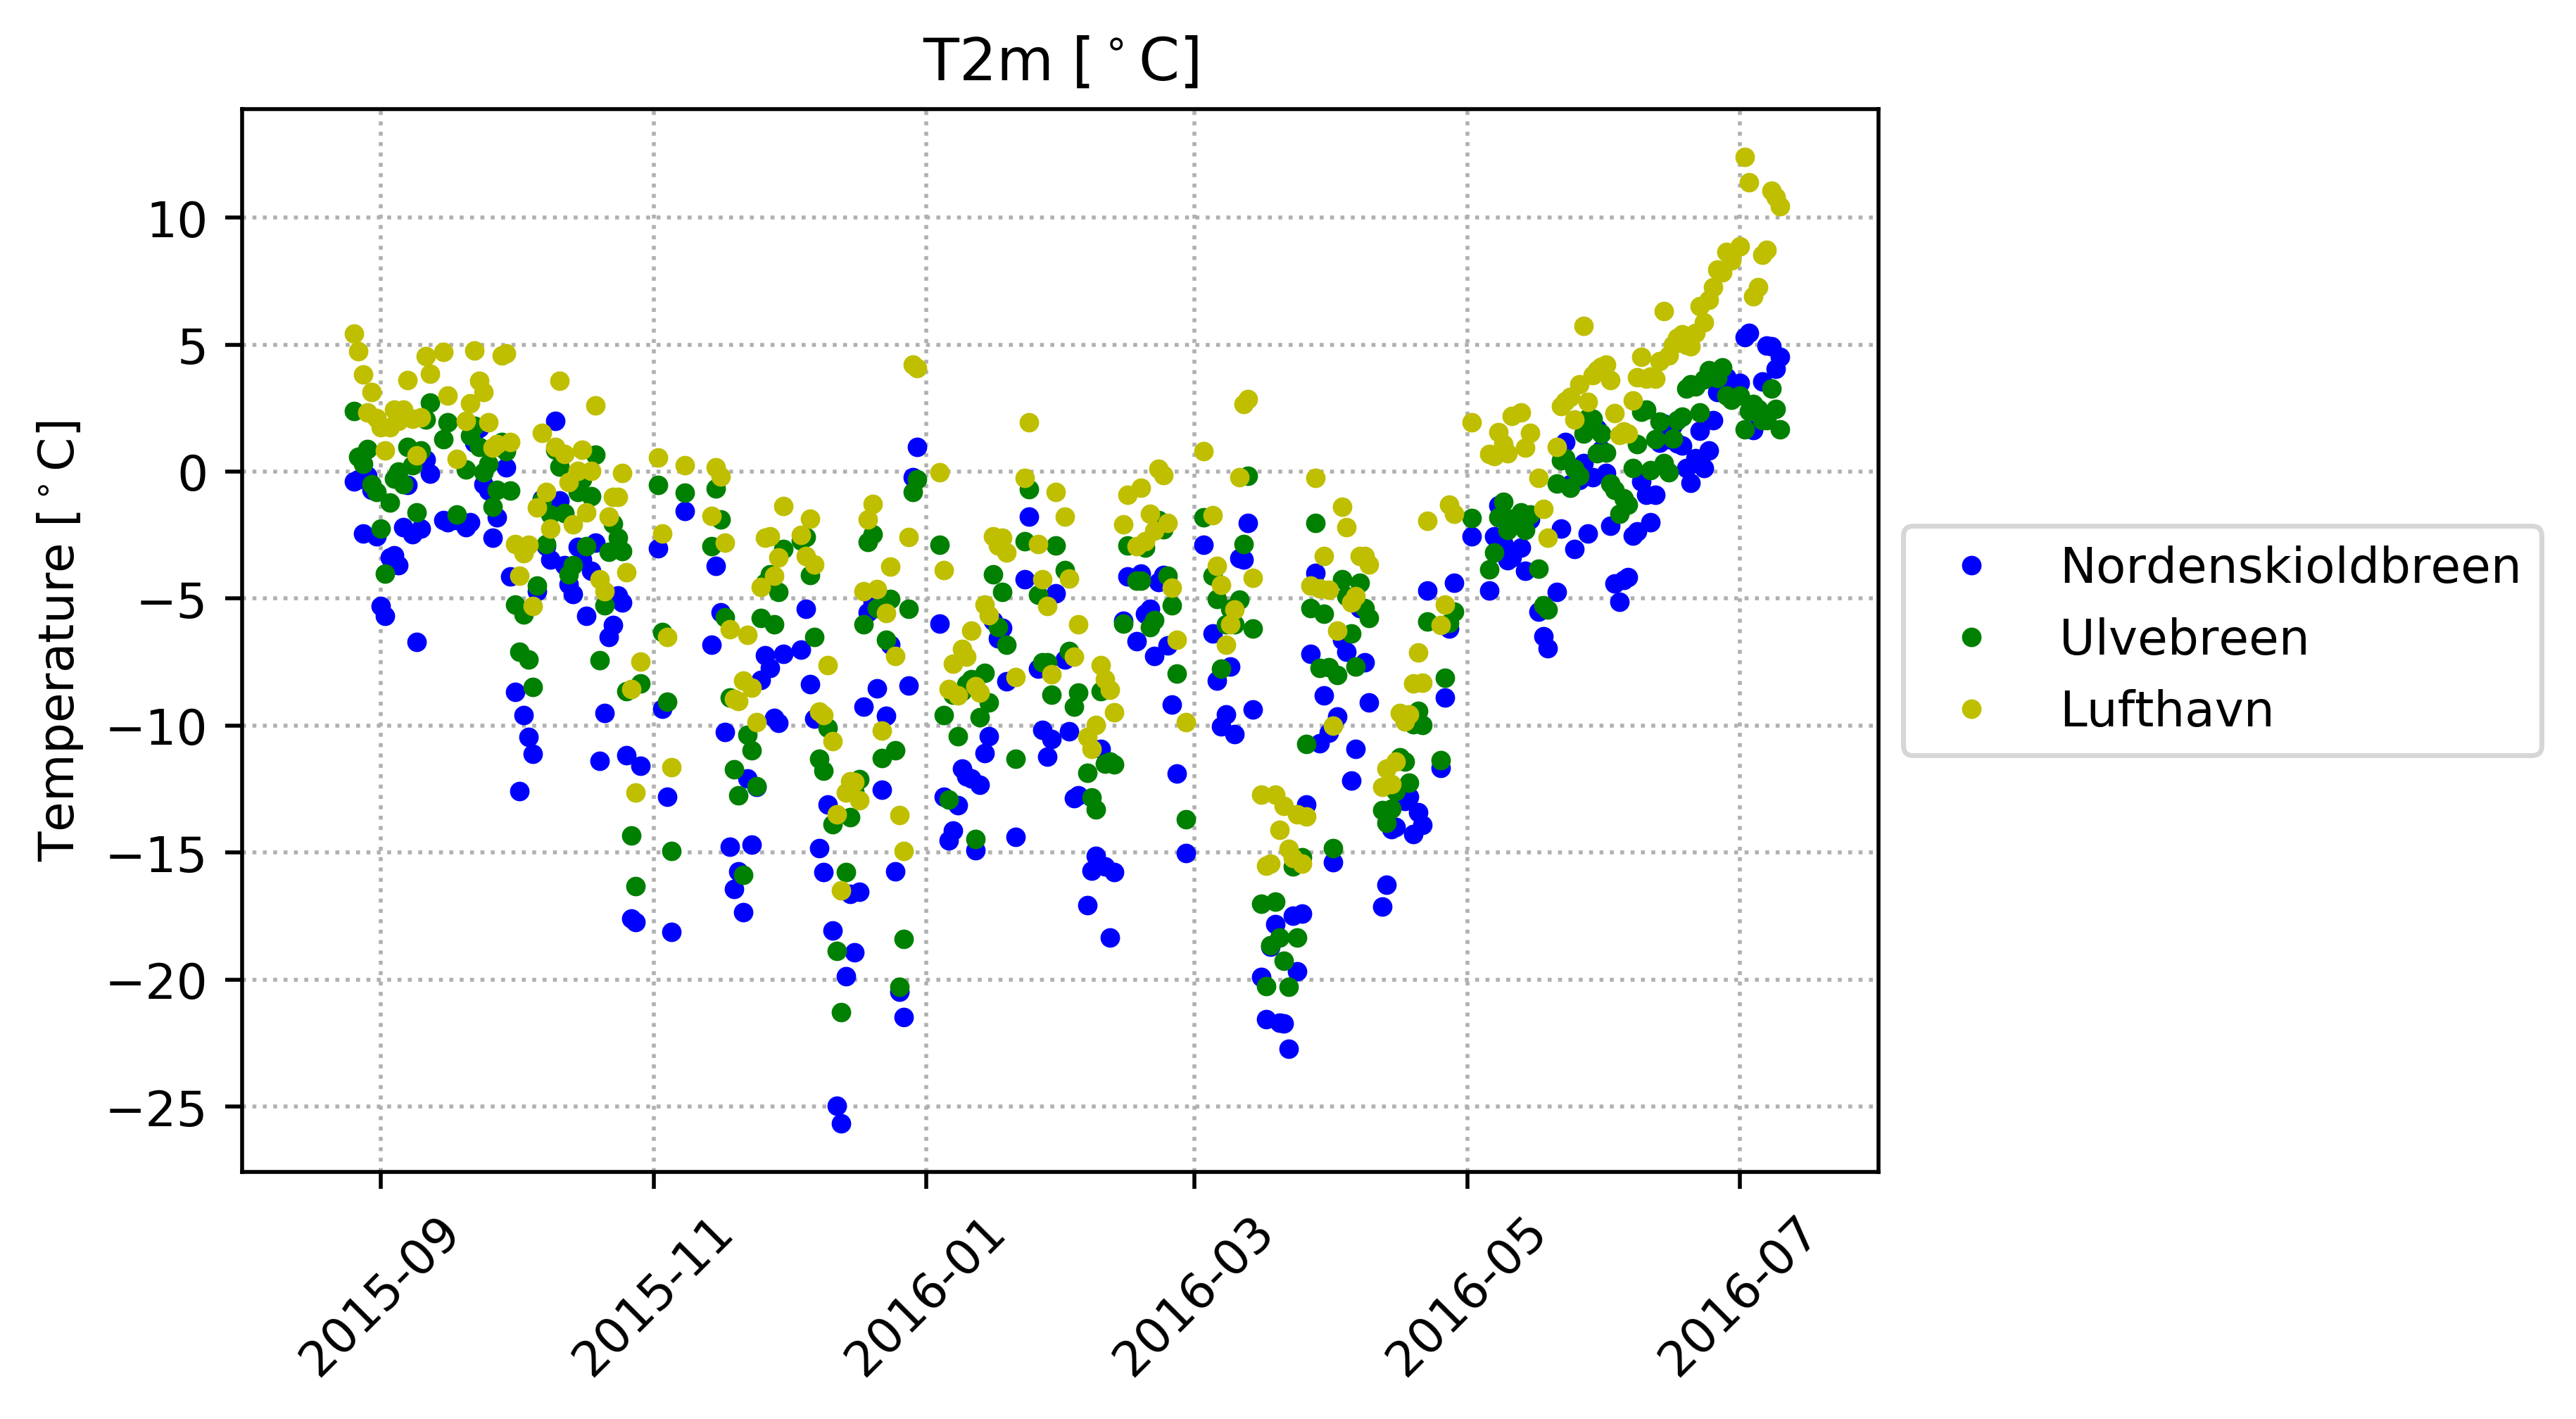 T2m [°C]
Temperature [°C]
10
5
0
−5
−10
−15
−20
−25
2015-09
2015-11
2016-01
2016-03
2016-05
2016-07
Nordenskioldbreen
Ulvebreen
Lufthavn